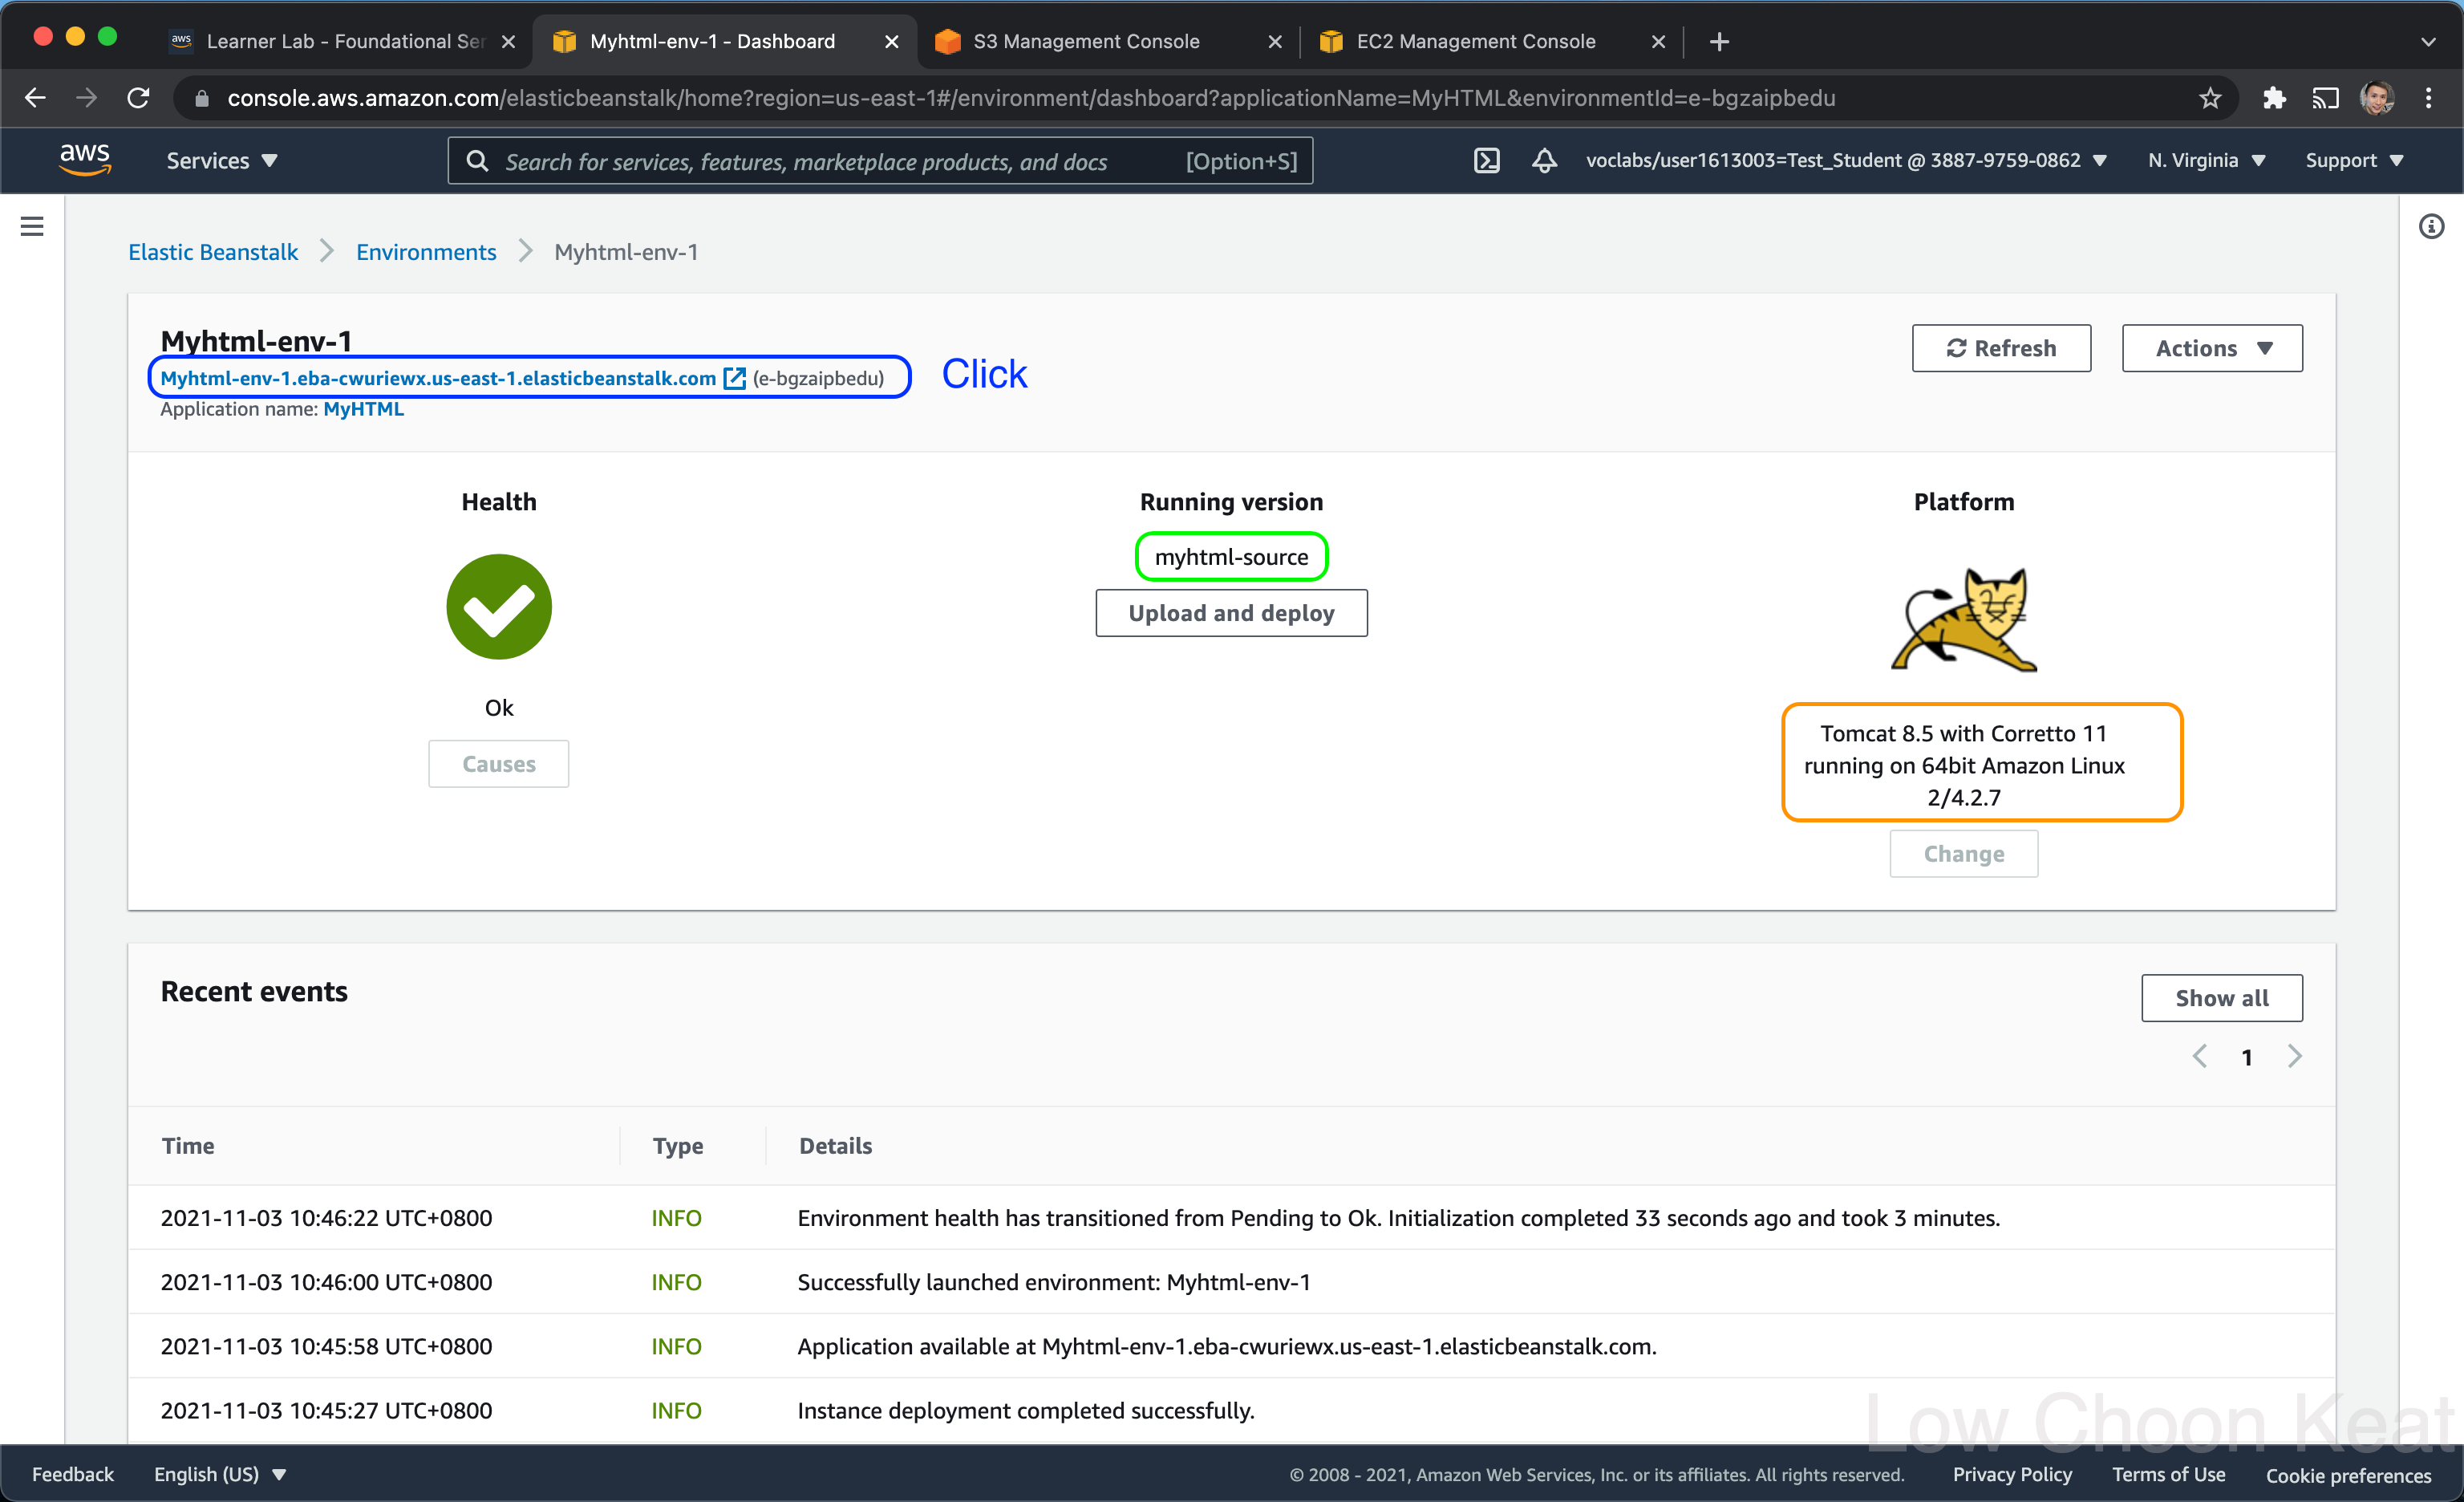 aws Learner Lab - Foundational Ser
Myhtml-env-1 - Dashboard
S3 Management Console
EC2 Management Console
console.aws.amazon.com/elasticbeanstalk/home?region=us-east-1#/environment/dashboard?applicationName=MyHTML&environmentId=e-bgzaipbedu
aws Services Search for services, features, marketplace products, and docs [Option+S] voclabs/user1613003=Test_Student @ 3887-9759-0862 N. Virginia Support
Elastic Beanstalk Environments Myhtml-env-1
Myhtml-env-1
Refresh Actions
Myhtml-env-1.eba-cwuriewx.us-east-1.elasticbeanstalk.com (e-bgzaipbedu) Click
Application name: MyHTML
Health
Ok
Causes
Running version
myhtml-source
Upload and deploy
Platform
Tomcat 8.5 with Corretto 11
running on 64bit Amazon Linux
2/4.2.7
Change
Recent events
Show all
1
Time Type Details
2021-11-03 10:46:22 UTC+0800 INFO Environment health has transitioned from Pending to Ok. Initialization completed 33 seconds ago and took 3 minutes.
2021-11-03 10:46:00 UTC+0800 INFO Successfully launched environment: Myhtml-env-1
2021-11-03 10:45:58 UTC+0800 INFO Application available at Myhtml-env-1.eba-cwuriewx.us-east-1.elasticbeanstalk.com.
2021-11-03 10:45:27 UTC+0800 INFO Instance deployment completed successfully.
Low Choon Keat
Feedback English (US) © 2008 - 2021, Amazon Web Services, Inc. or its affiliates. All rights reserved. Privacy Policy Terms of Use Cookie preferences